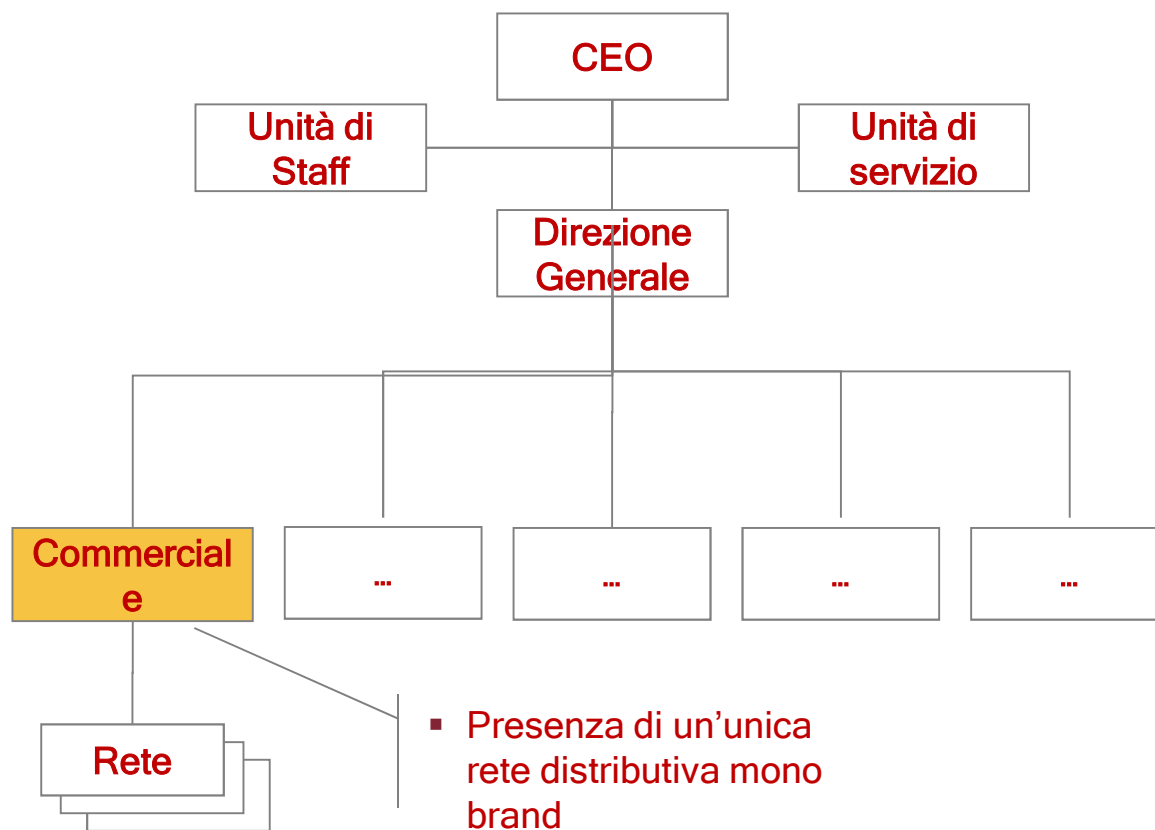 CEO
Unità di
Staff
Unità di
servizio
Direzione
Generale
Commercial
e
...
...
...
...
Rete
▪ Presenza di un’unica
rete distributiva mono
brand